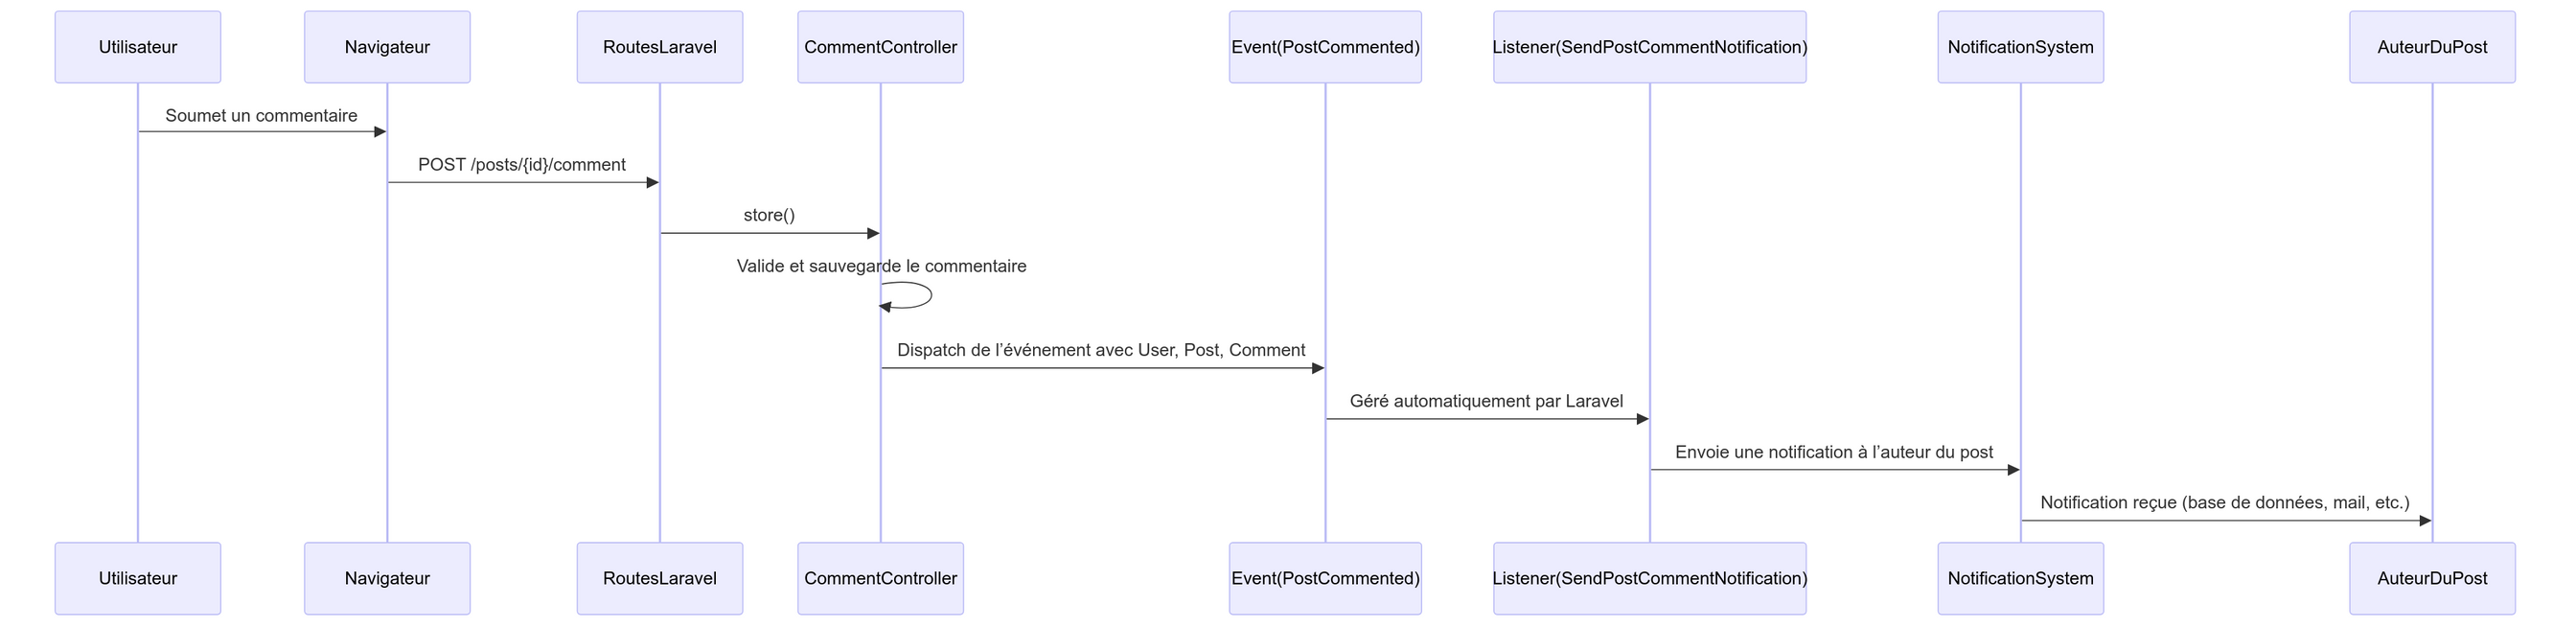 Utilisateur
Navigateur
RoutesLaravel
CommentController
Event(PostCommented)
Listener(SendPostCommentNotification)
NotificationSystem
AuteurDuPost
Soumet un commentaire
POST /posts/{id}/comment
store()
Valide et sauvegarde le commentaire
Dispatch de l’événement avec User, Post, Comment
Géré automatiquement par Laravel
Envoie une notification à l’auteur du post
Notification reçue (base de données, mail, etc.)
Utilisateur
Navigateur
RoutesLaravel
CommentController
Event(PostCommented)
Listener(SendPostCommentNotification)
NotificationSystem
AuteurDuPost